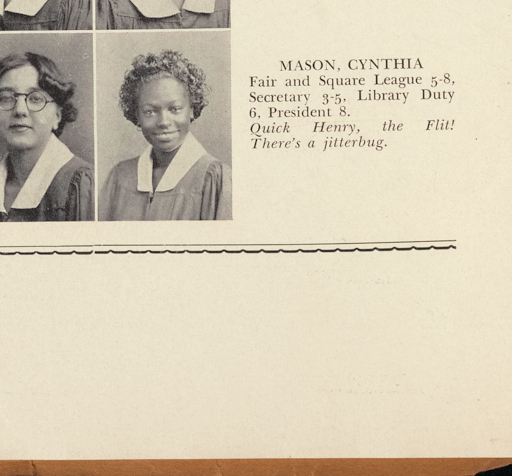 MASON, CYNTHIA
Fair and Square League 5-8,
Secretary 3-5, Library Duty
6, President 8.
Quick Henry, the Flit!
There's a jitterbug.